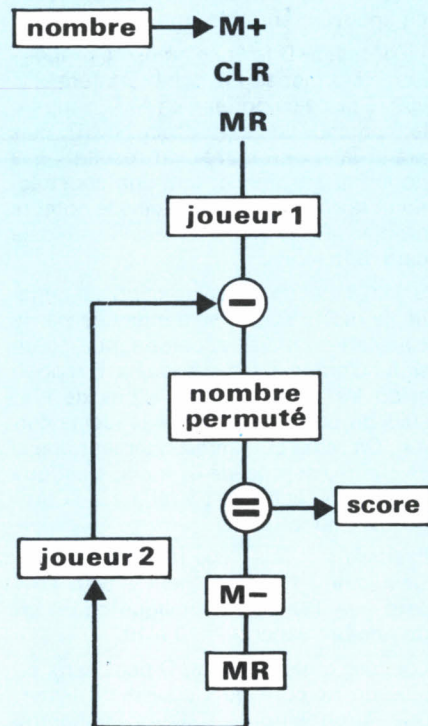 nombre M+
CLR
MR
joueur 1
−
nombre
permuté
= score
joueur 2
M−
MR